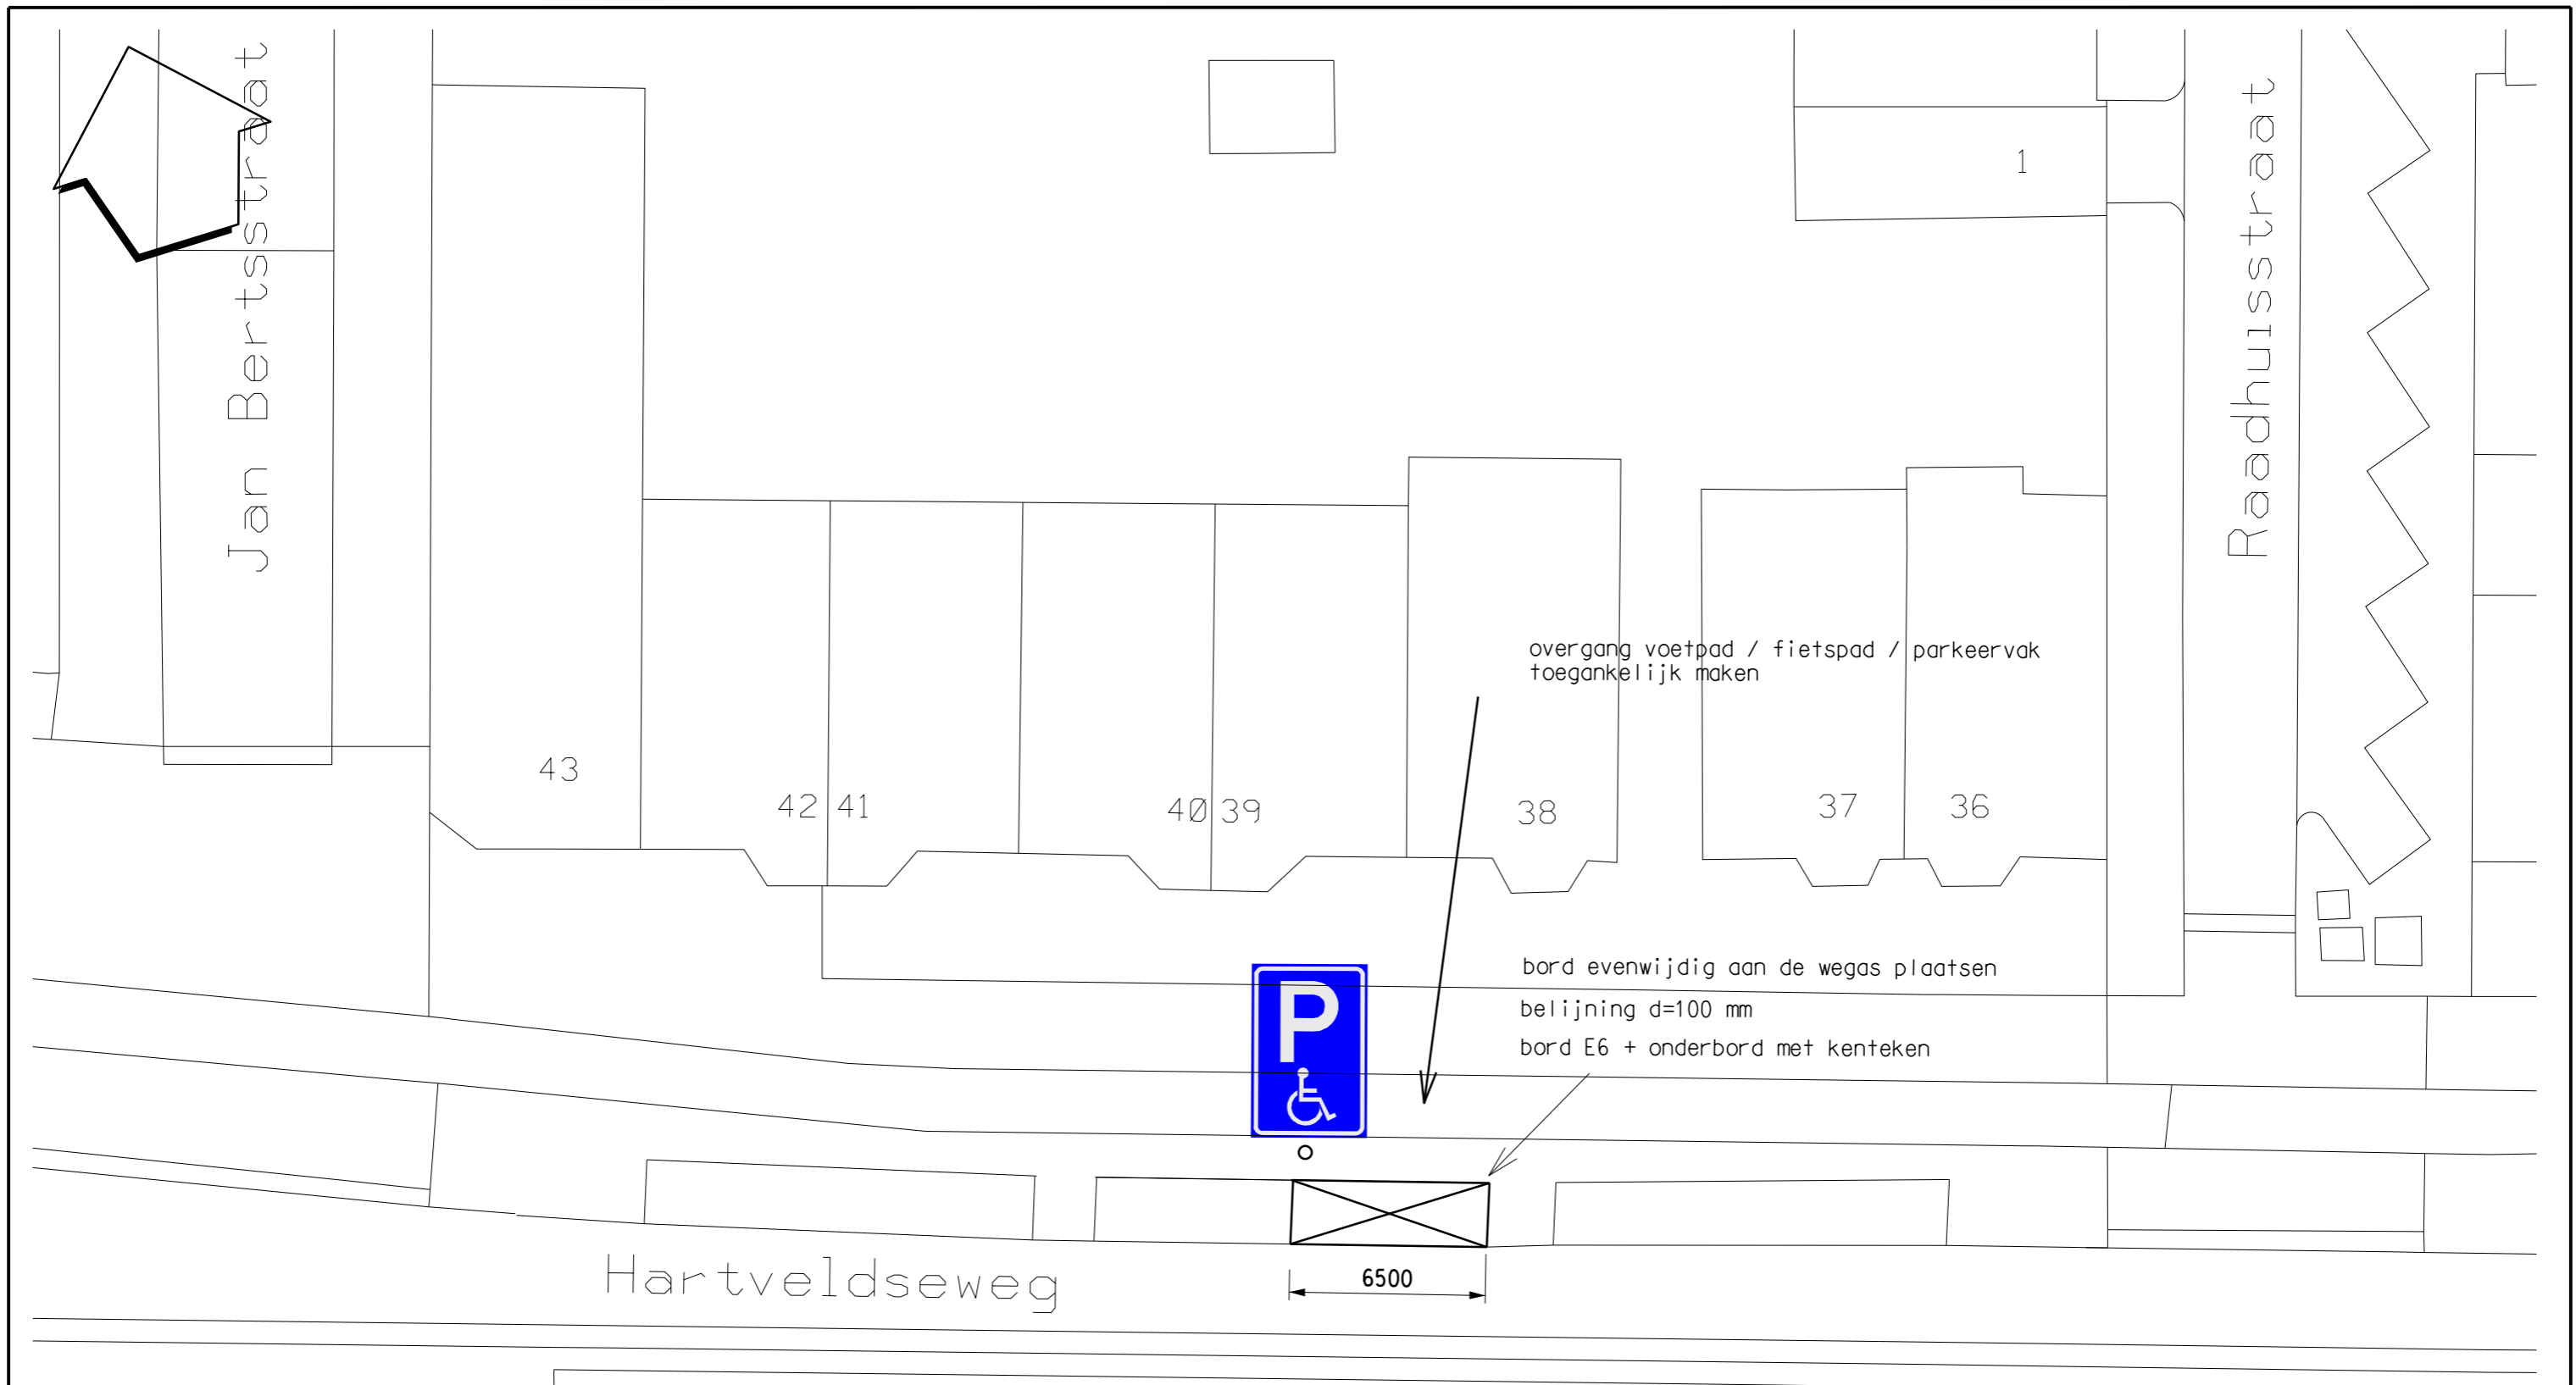 Jan Bertsstraat
Raadhuisstraat
1
overgang voetpad / fietspad / parkeervak
toegankelijk maken
43
42 41
40 39
38
37
36
bord evenwijdig aan de wegas plaatsen
belijning d=100 mm
bord E6 + onderbord met kenteken
P
Hartveldseweg
6500